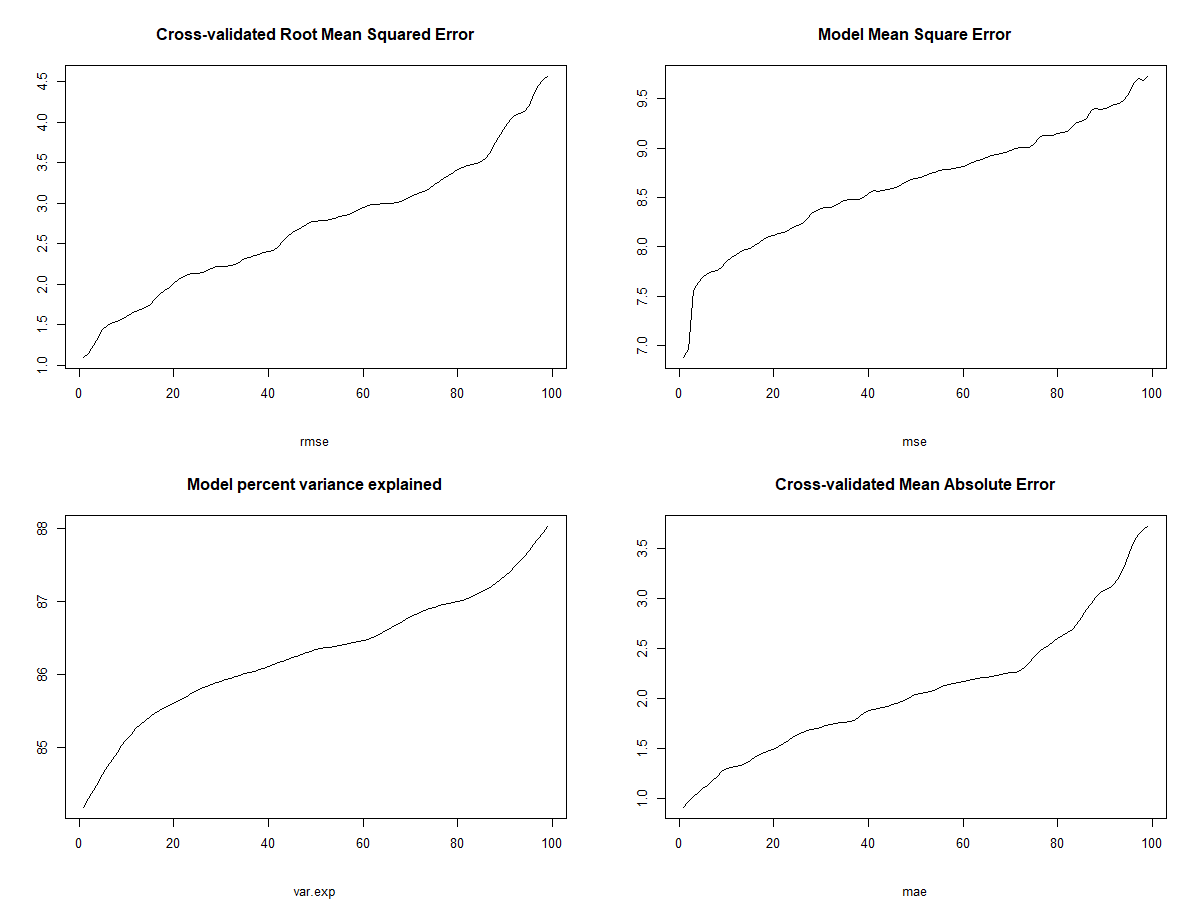 Cross-validated Root Mean Squared Error
4.5
4.0
3.5
3.0
2.5
2.0
1.5
1.0
0 20 40 60 80 100
rmse
Model Mean Square Error
9.5
9.0
8.5
8.0
7.5
7.0
0 20 40 60 80 100
mse
Model percent variance explained
88
87
86
85
0 20 40 60 80 100
var.exp
Cross-validated Mean Absolute Error
3.5
3.0
2.5
2.0
1.5
1.0
0 20 40 60 80 100
mae